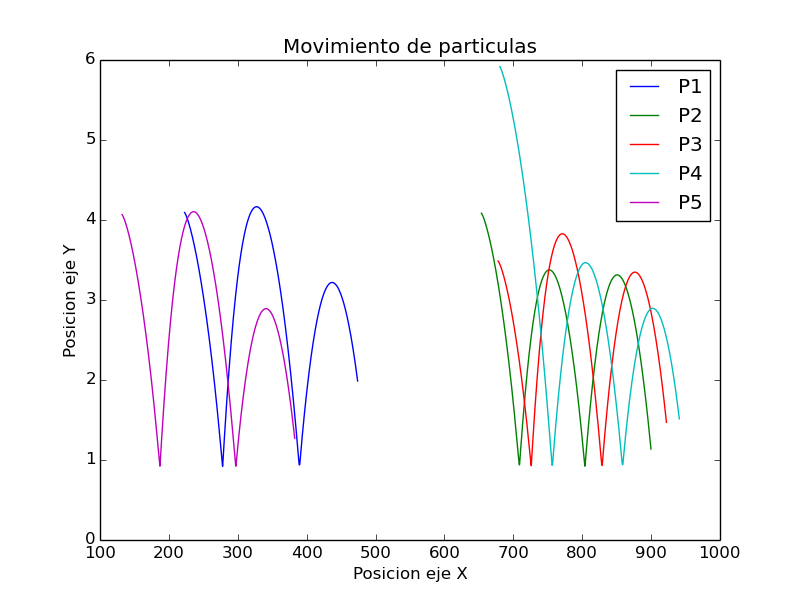 Movimiento de particulas
P1
P2
P3
P4
P5
Posicion eje Y
6
5
4
3
2
1
0
100 200 300 400 500 600 700 800 900 1000
Posicion eje X